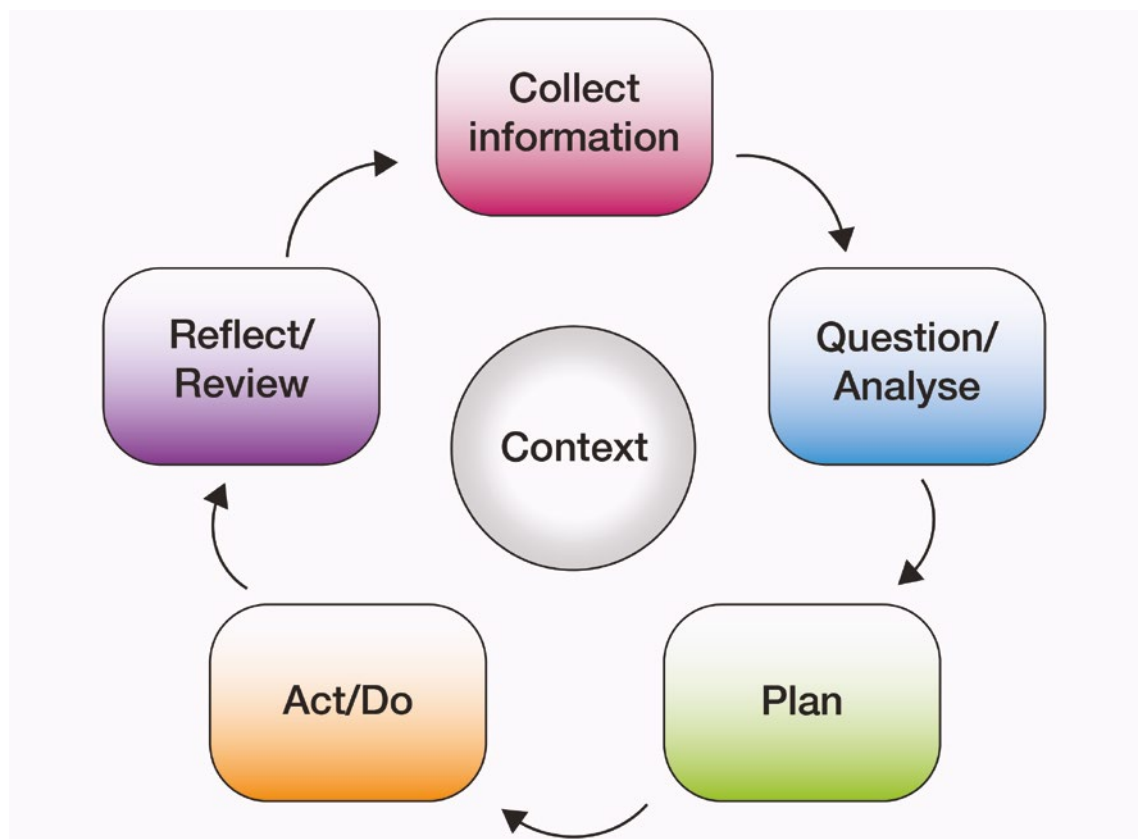 Collect
information
Question/
Analyse
Plan
Act/Do
Reflect/
Review
Context